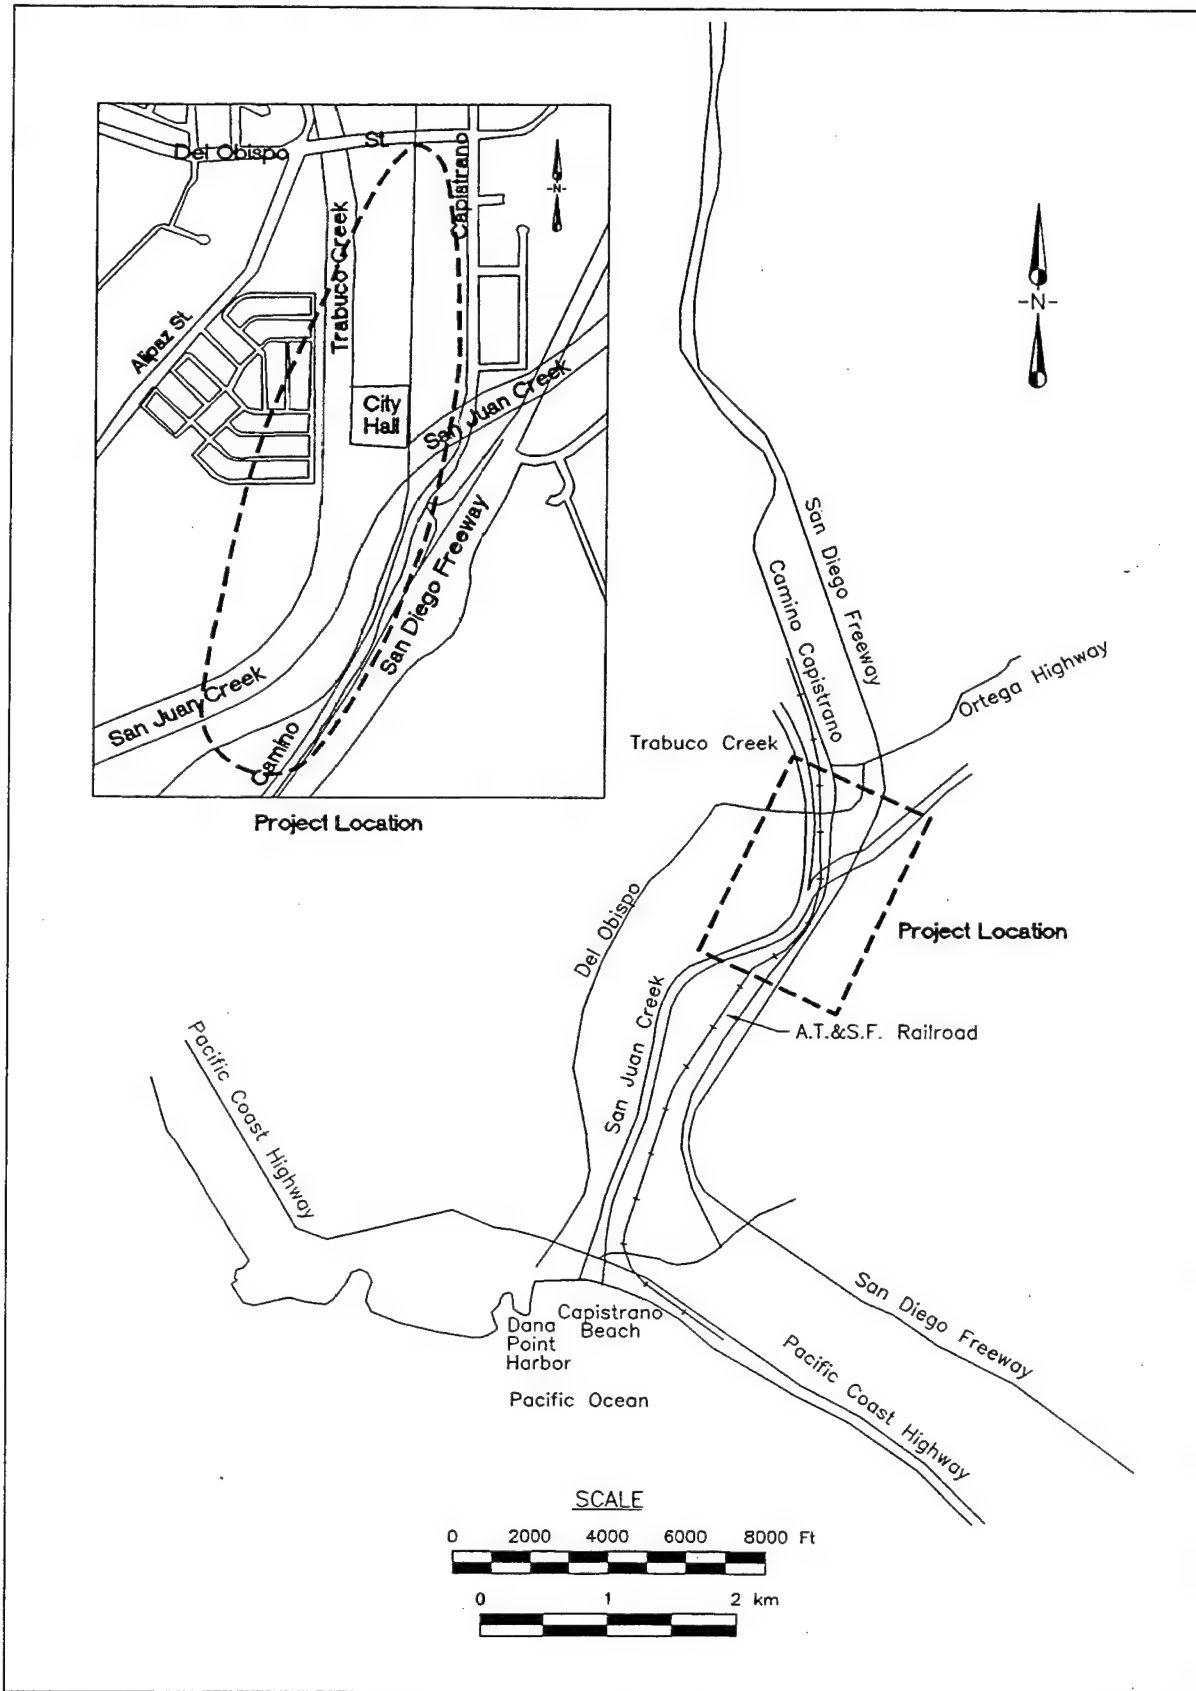 Del Obispo
St.
Capistrano
-N-
Trabuco Creek
Alipaz St.
City
Hall
San Juan Creek
San Diego Freeway
San Juan Creek
Camino
Project Location
-N-
San Diego Freeway
Camino Capistrano
Ortega Highway
Trabuco Creek
Del Obispo
Project Location
San Juan Creek
A.T.&S.F. Railroad
Pacific Coast Highway
San Diego Freeway
Capistrano
Beach
Dana
Point
Harbor
Pacific Coast Highway
Pacific Ocean
SCALE
0 2000 4000 6000 8000 Ft
0 1 2 km